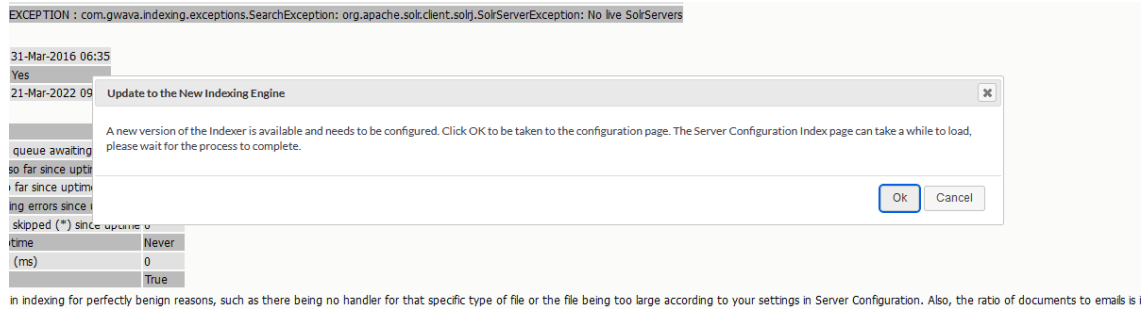 EXCEPTION : com.gwava.indexing.exceptions.SearchException: org.apache.solr.client.solrj.SolrServerException: No live SolrServers
31-Mar-2016 06:35
Yes
21-Mar-2022 09
Update to the New Indexing Engine
A new version of the Indexer is available and needs to be configured. Click OK to be taken to the configuration page. The Server Configuration Index page can take a while to load,
please wait for the process to complete.
queue awaiting
so far since uptim
far since uptime
ing errors since
Ok Cancel
skipped (*) since uptime 0
time Never
(ms) 0
True
in indexing for perfectly benign reasons, such as there being no handler for that specific type of file or the file being too large according to your settings in Server Configuration. Also, the ratio of documents to emails is